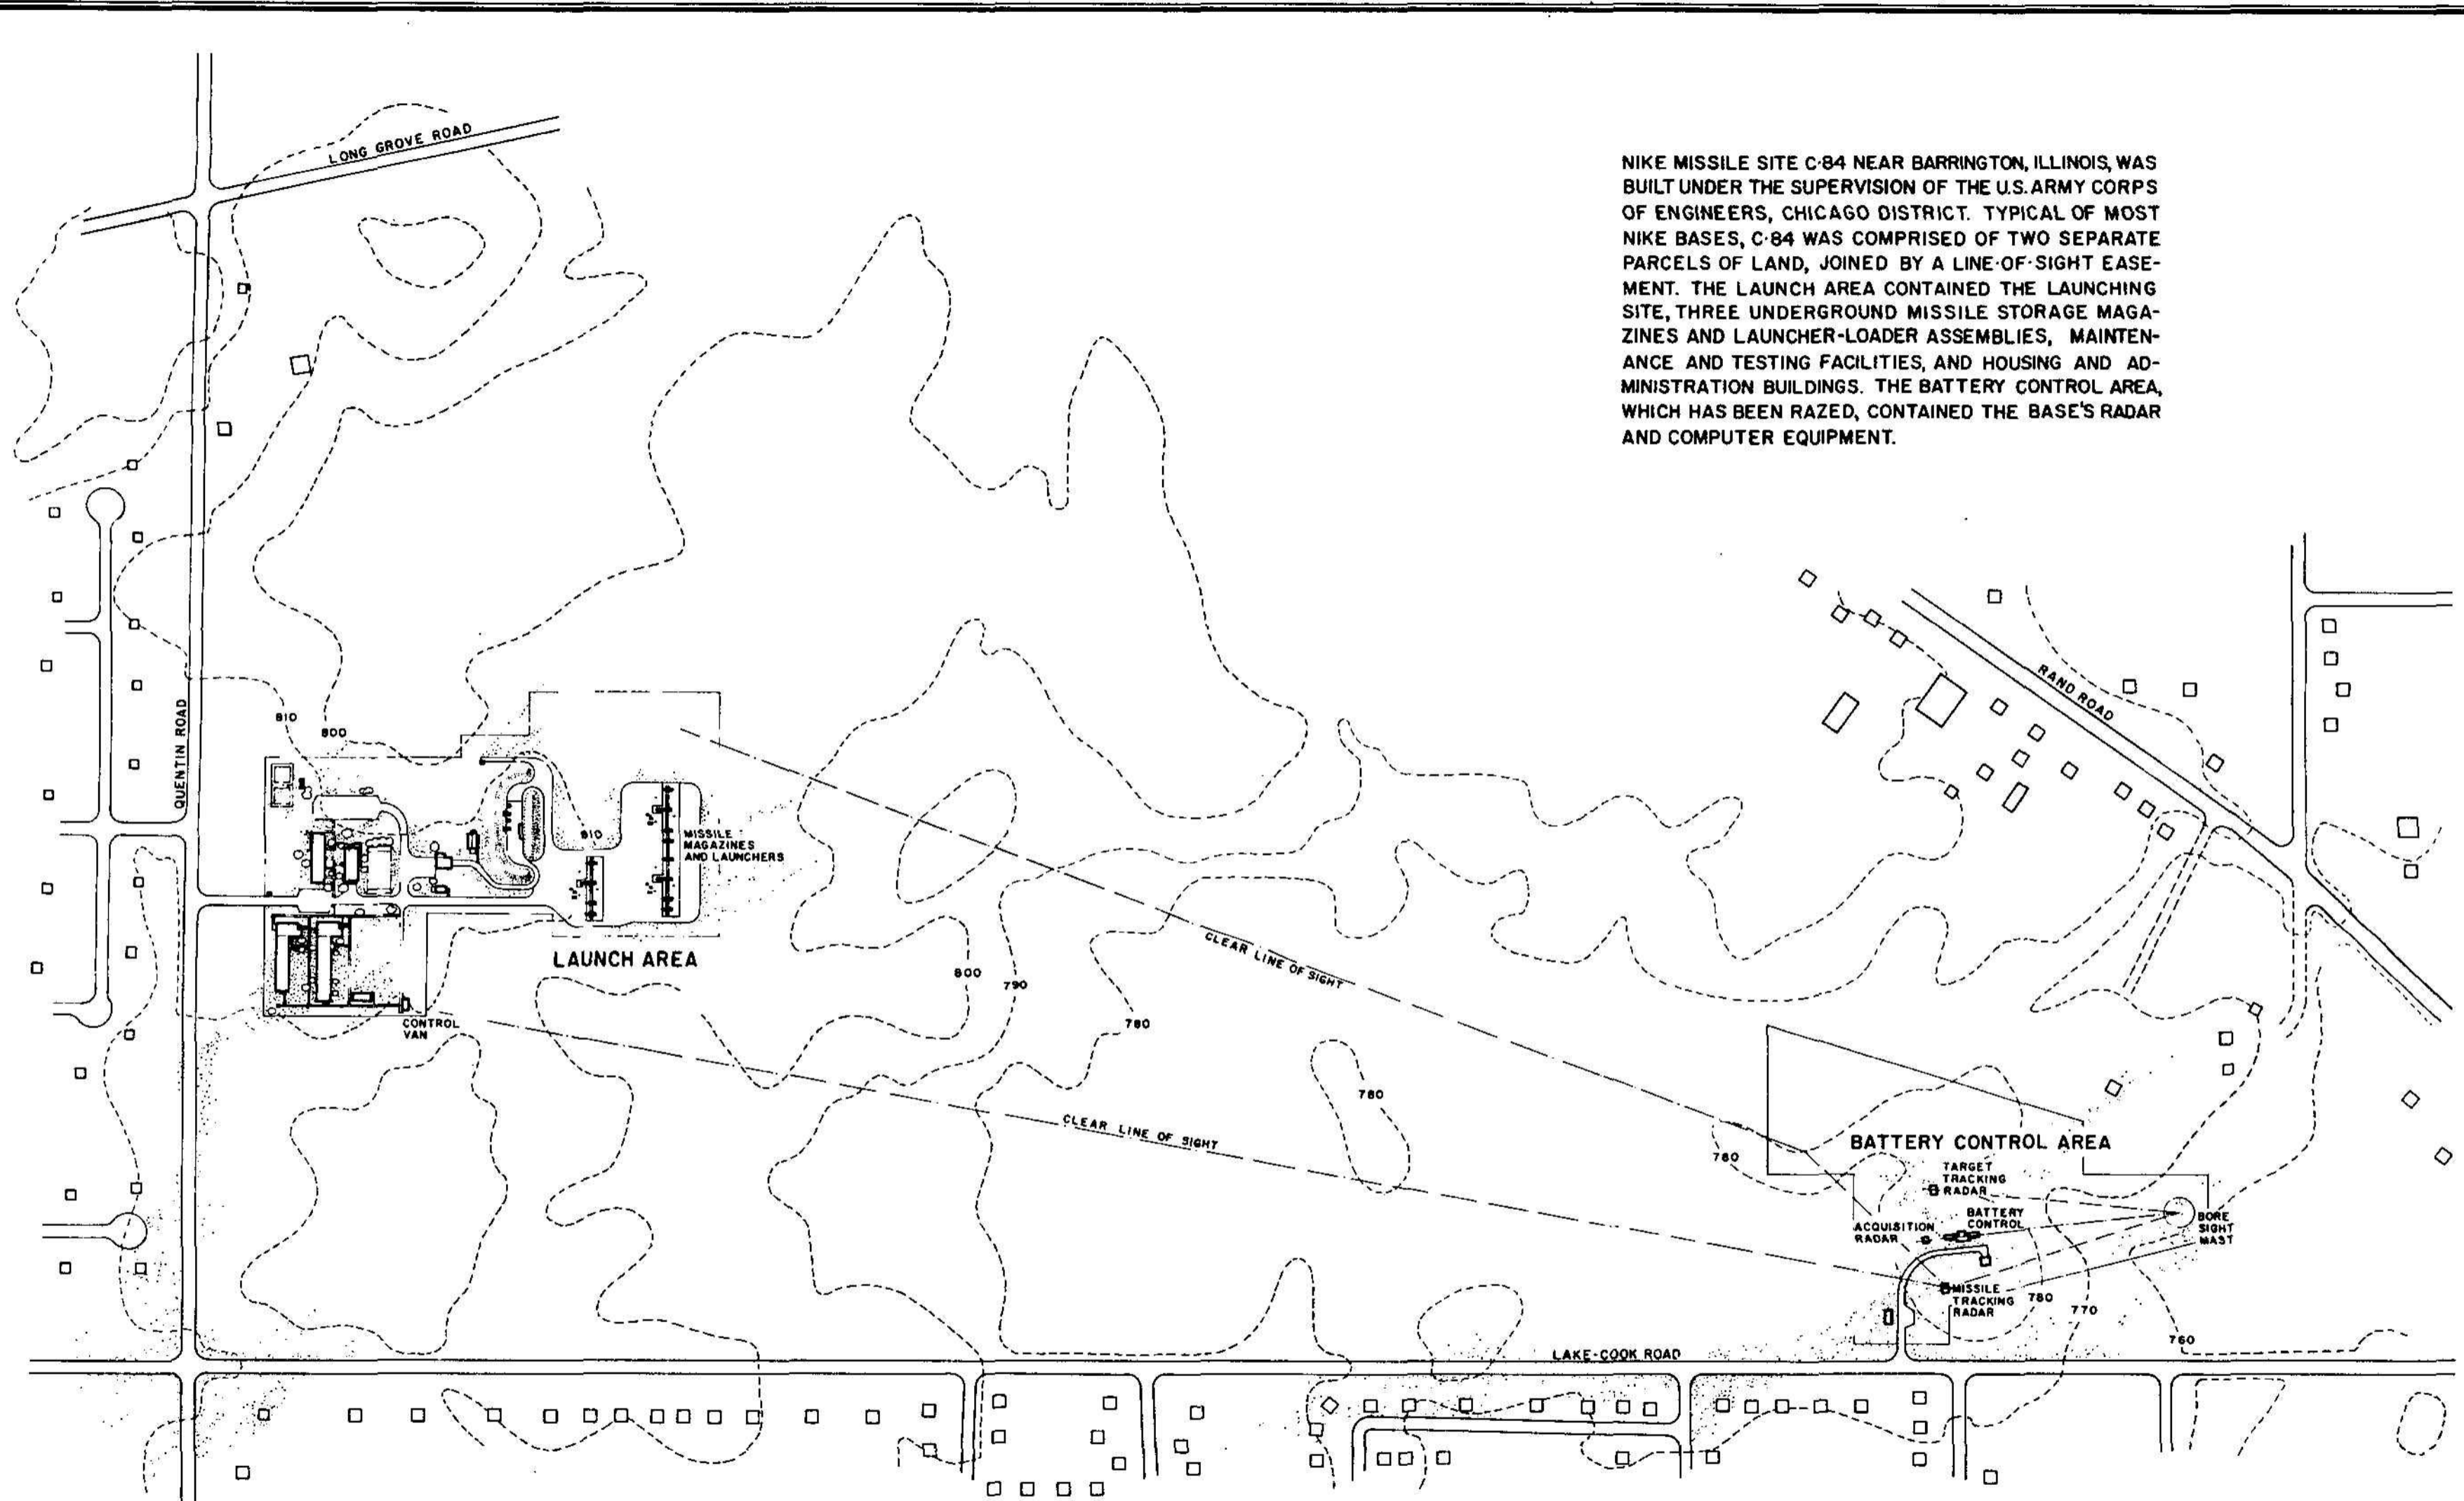 LONG GROVE ROAD
NIKE MISSILE SITE C·84 NEAR BARRINGTON, ILLINOIS, WAS
BUILT UNDER THE SUPERVISION OF THE U.S. ARMY CORPS
OF ENGINEERS, CHICAGO DISTRICT. TYPICAL OF MOST
NIKE BASES, C·84 WAS COMPRISED OF TWO SEPARATE
PARCELS OF LAND, JOINED BY A LINE·OF·SIGHT EASE-
MENT. THE LAUNCH AREA CONTAINED THE LAUNCHING
SITE, THREE UNDERGROUND MISSILE STORAGE MAGA-
ZINES AND LAUNCHER-LOADER ASSEMBLIES, MAINTEN-
ANCE AND TESTING FACILITIES, AND HOUSING AND AD-
MINISTRATION BUILDINGS. THE BATTERY CONTROL AREA,
WHICH HAS BEEN RAZED, CONTAINED THE BASE'S RADAR
AND COMPUTER EQUIPMENT.
RAND ROAD
QUENTIN ROAD
810
800
810
MISSILE
MAGAZINES
AND LAUNCHERS
LAUNCH AREA
CONTROL
VAN
800
790
780
CLEAR LINE OF SIGHT
780
CLEAR LINE OF SIGHT
760
BATTERY CONTROL AREA
TARGET
TRACKING
RADAR
BATTERY
CONTROL
ACQUISITION
RADAR
BORE
SIGHT
MAST
MISSILE
TRACKING
RADAR
780
770
760
LAKE-COOK ROAD